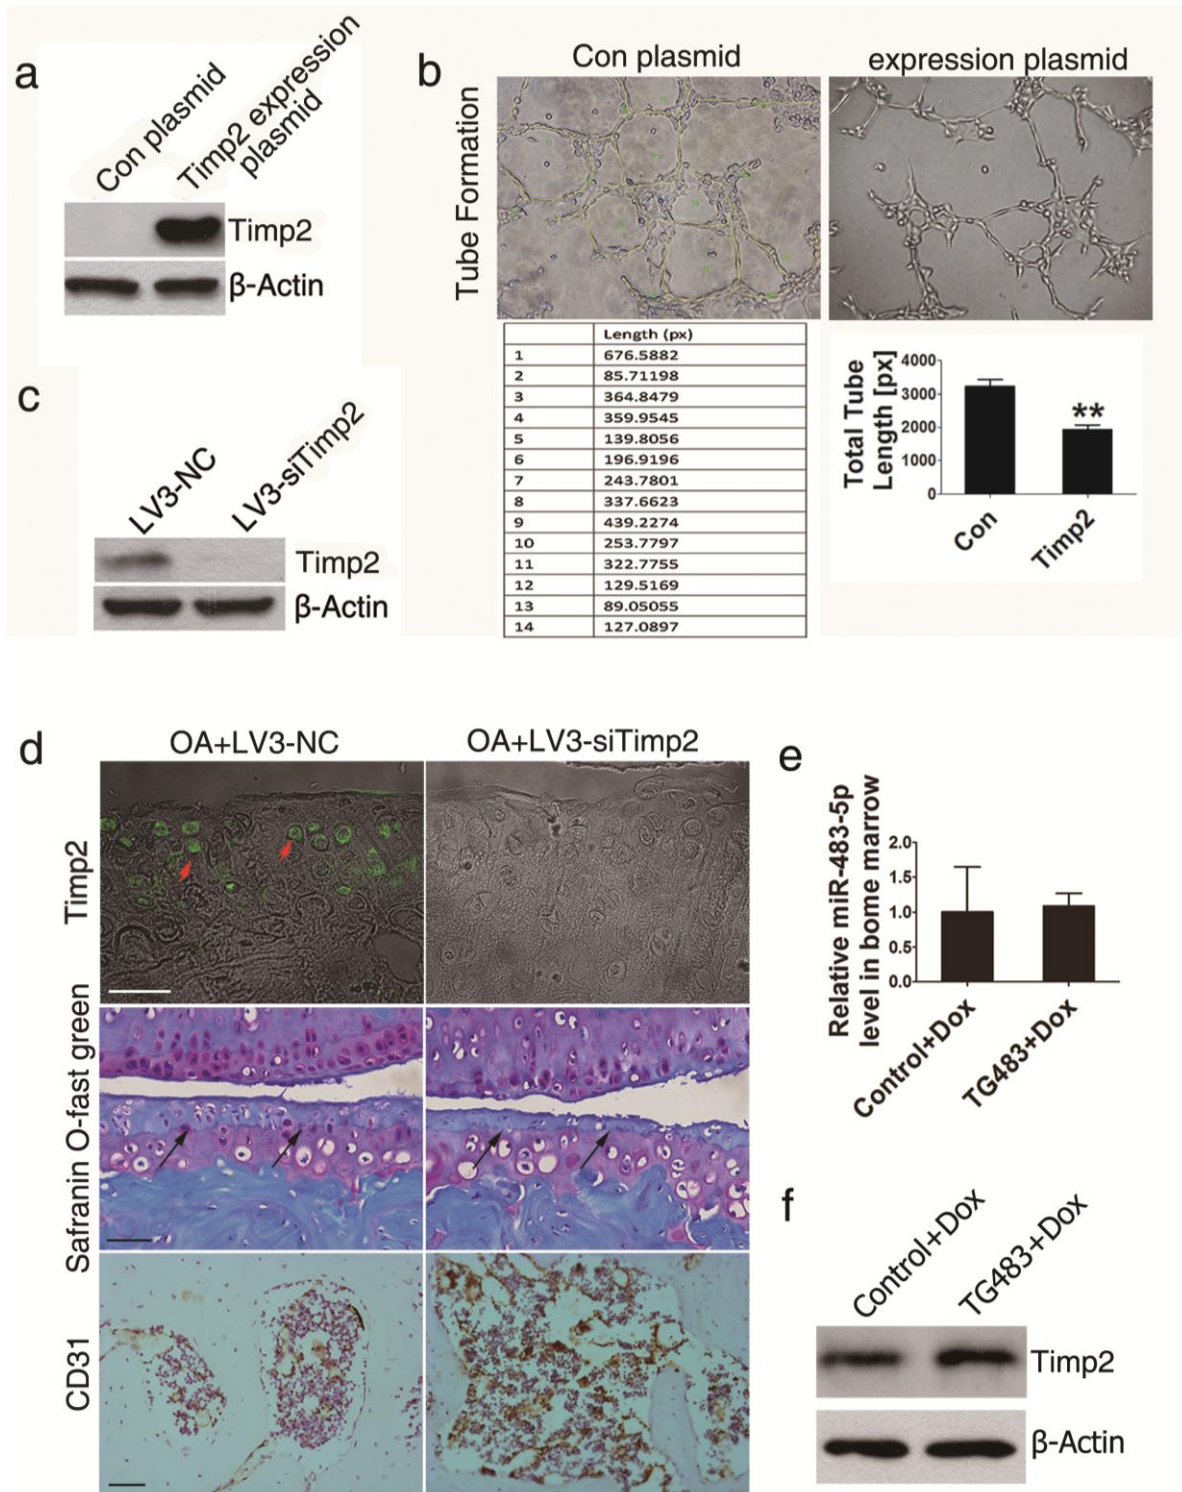 a
Con plasmid
Timp2 expression
plasmid
Timp2
β-Actin
b
Con plasmid
expression plasmid
Tube Formation
Length (px)
1 676.5882
2 85.71198
3 364.8479
4 359.9545
5 139.8056
6 196.9196
7 243.7801
8 337.6623
9 439.2274
10 253.7797
11 322.7755
12 129.5169
13 89.05055
14 127.0897
Total Tube
Length [px]
4000
3000
2000
1000
0
**
Con
Timp2
c
LV3-NC
LV3-siTimp2
Timp2
β-Actin
d
OA+LV3-NC
OA+LV3-siTimp2
Timp2
Safranin O-fast green
CD31
e
Relative miR-483-5p
level in bome marrow
2.0
1.5
1.0
0.5
0.0
Control+Dox
TG483+Dox
f
Control+Dox
TG483+Dox
Timp2
β-Actin